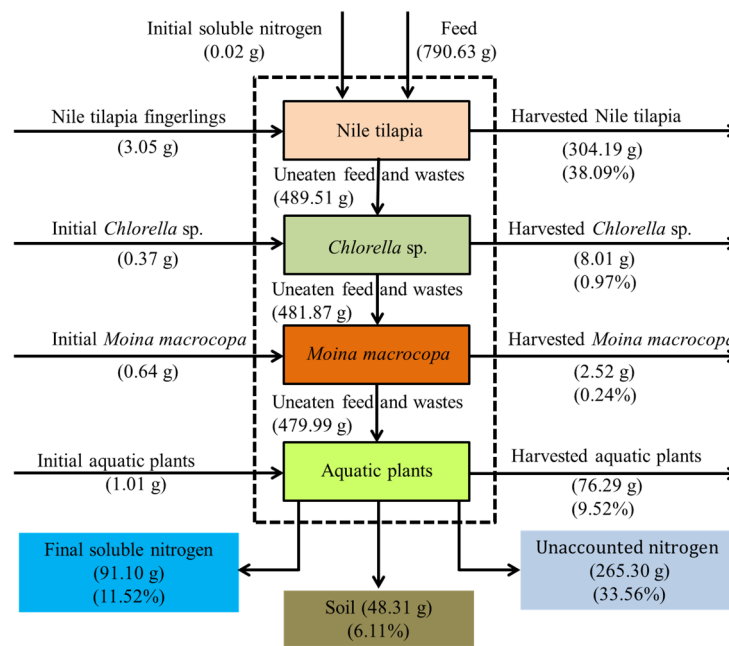 Initial soluble nitrogen
(0.02 g)
Feed
(790.63 g)
Nile tilapia fingerlings
(3.05 g)
Nile tilapia
Harvested Nile tilapia
(304.19 g)
(38.09%)
Uneaten feed and wastes
(489.51 g)
Initial Chlorella sp.
(0.37 g)
Chlorella sp.
Harvested Chlorella sp.
(8.01 g)
(0.97%)
Uneaten feed and wastes
(481.87 g)
Initial Moina macrocopa
(0.64 g)
Moina macrocopa
Harvested Moina macrocopa
(2.52 g)
(0.24%)
Uneaten feed and wastes
(479.99 g)
Initial aquatic plants
(1.01 g)
Aquatic plants
Harvested aquatic plants
(76.29 g)
(9.52%)
Final soluble nitrogen
(91.10 g)
(11.52%)
Soil (48.31 g)
(6.11%)
Unaccounted nitrogen
(265.30 g)
(33.56%)